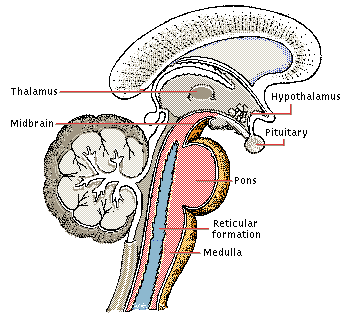 Thalamus
Hypothalamus
Midbrain
Pituitary
Pons
Reticular
formation
Medulla